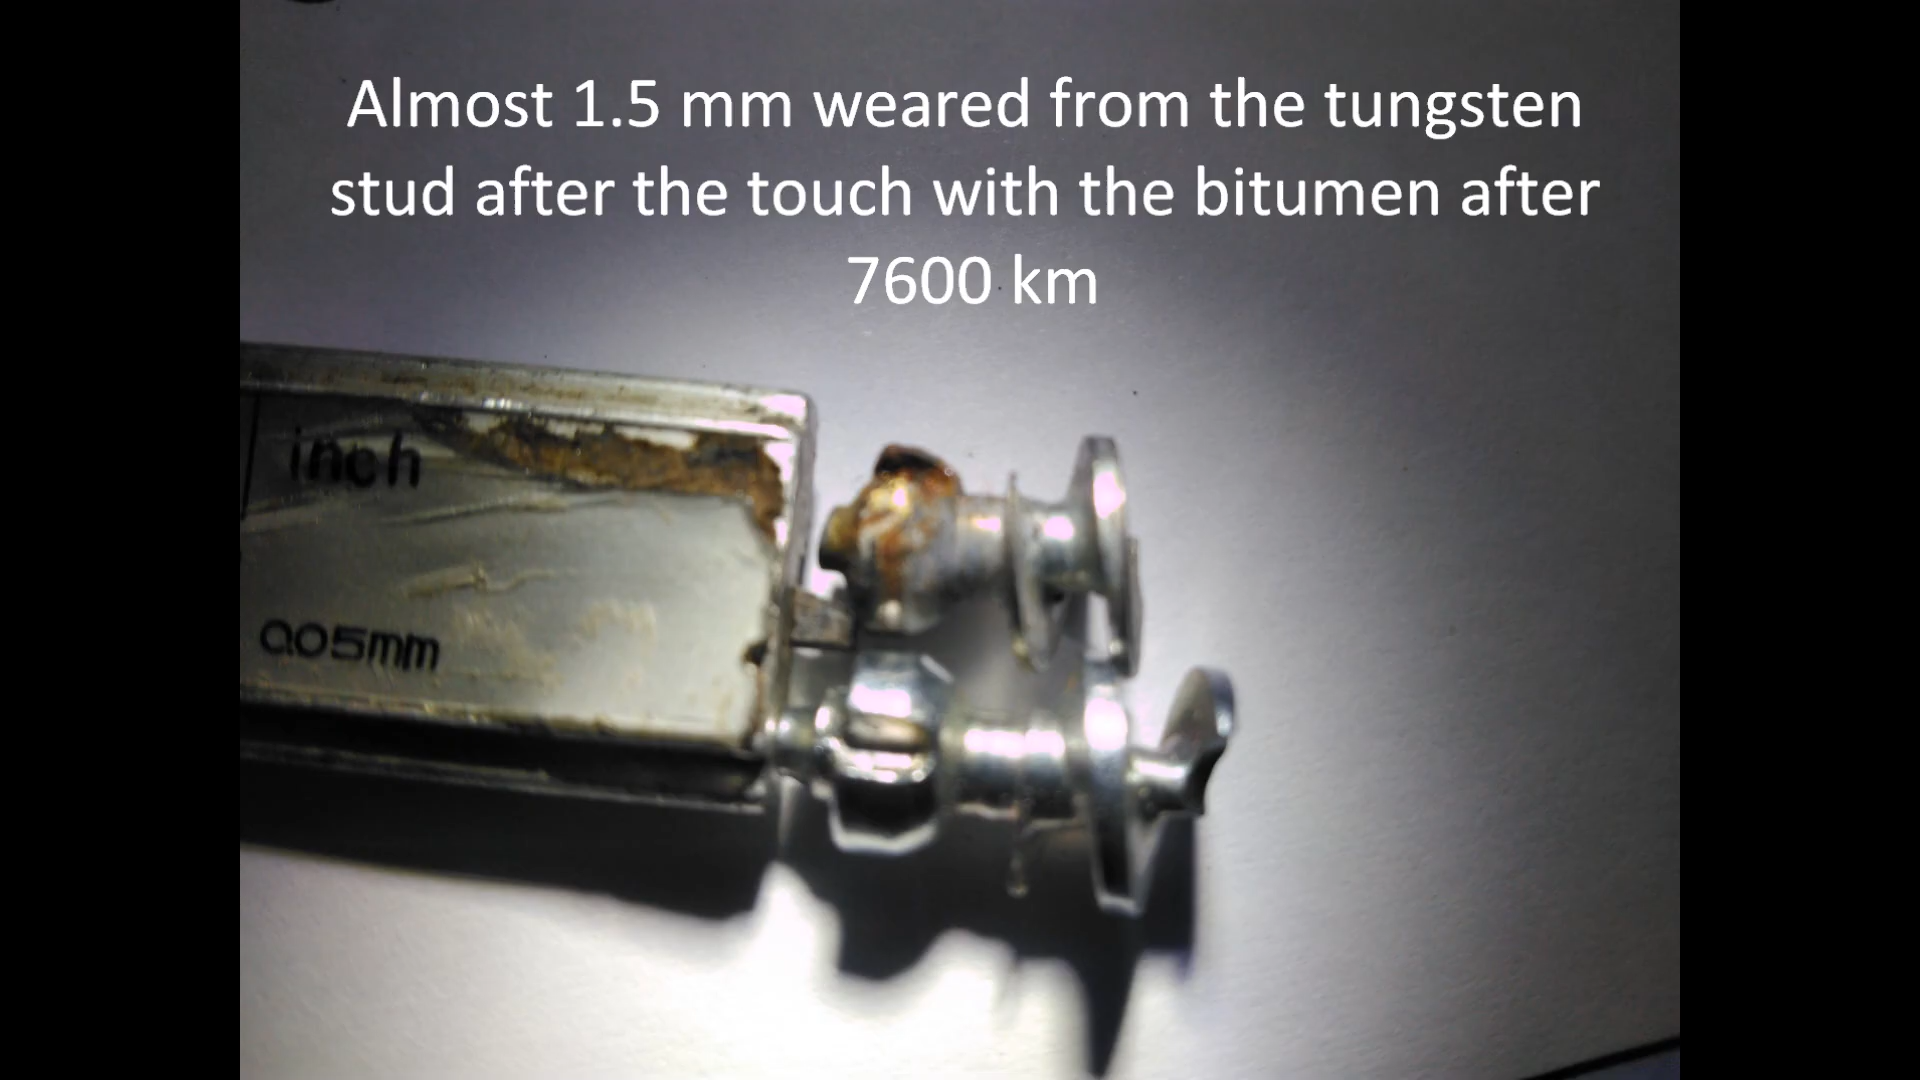 Almost 1.5 mm weared from the tungsten
stud after the touch with the bitumen after
7600 km
inch
0.05mm